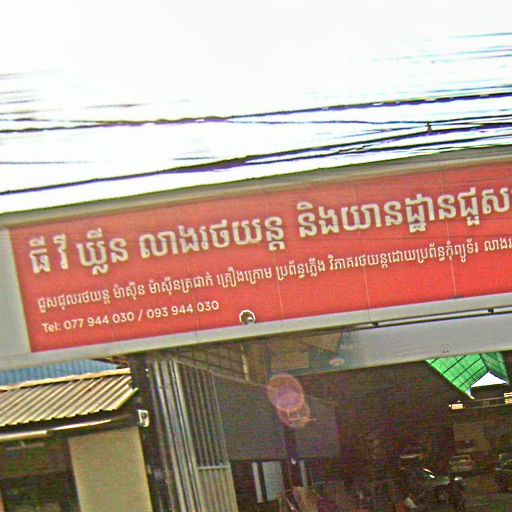 ធី វី ឃ្លីន លាងរថយន្ត និងយានដ្ឋានជួស
ជួសជុលរថយន្ត ម៉ាស៊ីន ម៉ាស៊ីនត្រជាក់ គ្រឿងក្រោម ប្រព័ន្ធភ្លើង វិភាគរថយន្តដោយប្រព័ន្ធកុំព្យូទ័រ លាងរ
Tel: 077 944 030 / 093 944 030